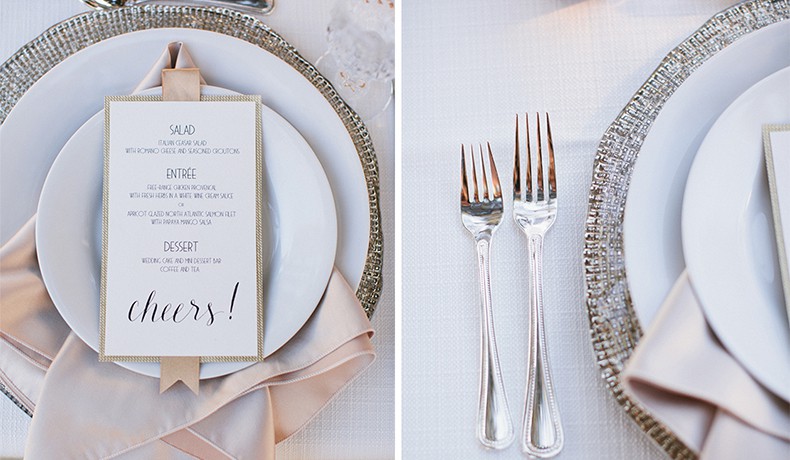 SALAD
ITALIAN CEASAR SALAD
WITH ROMANO CHEESE AND SEASONED CROUTONS
ENTRÉE
FREE-RANGE CHICKEN PROVENCAL
WITH FRESH HERBS IN A WHITE WINE CREAM SAUCE
OR
APRICOT GLAZED NORTH ATLANTIC SALMON FILET
WITH PAPAYA MANGO SALSA
DESSERT
WEDDING CAKE AND MINI DESSERT BAR
COFFEE AND TEA
cheers!